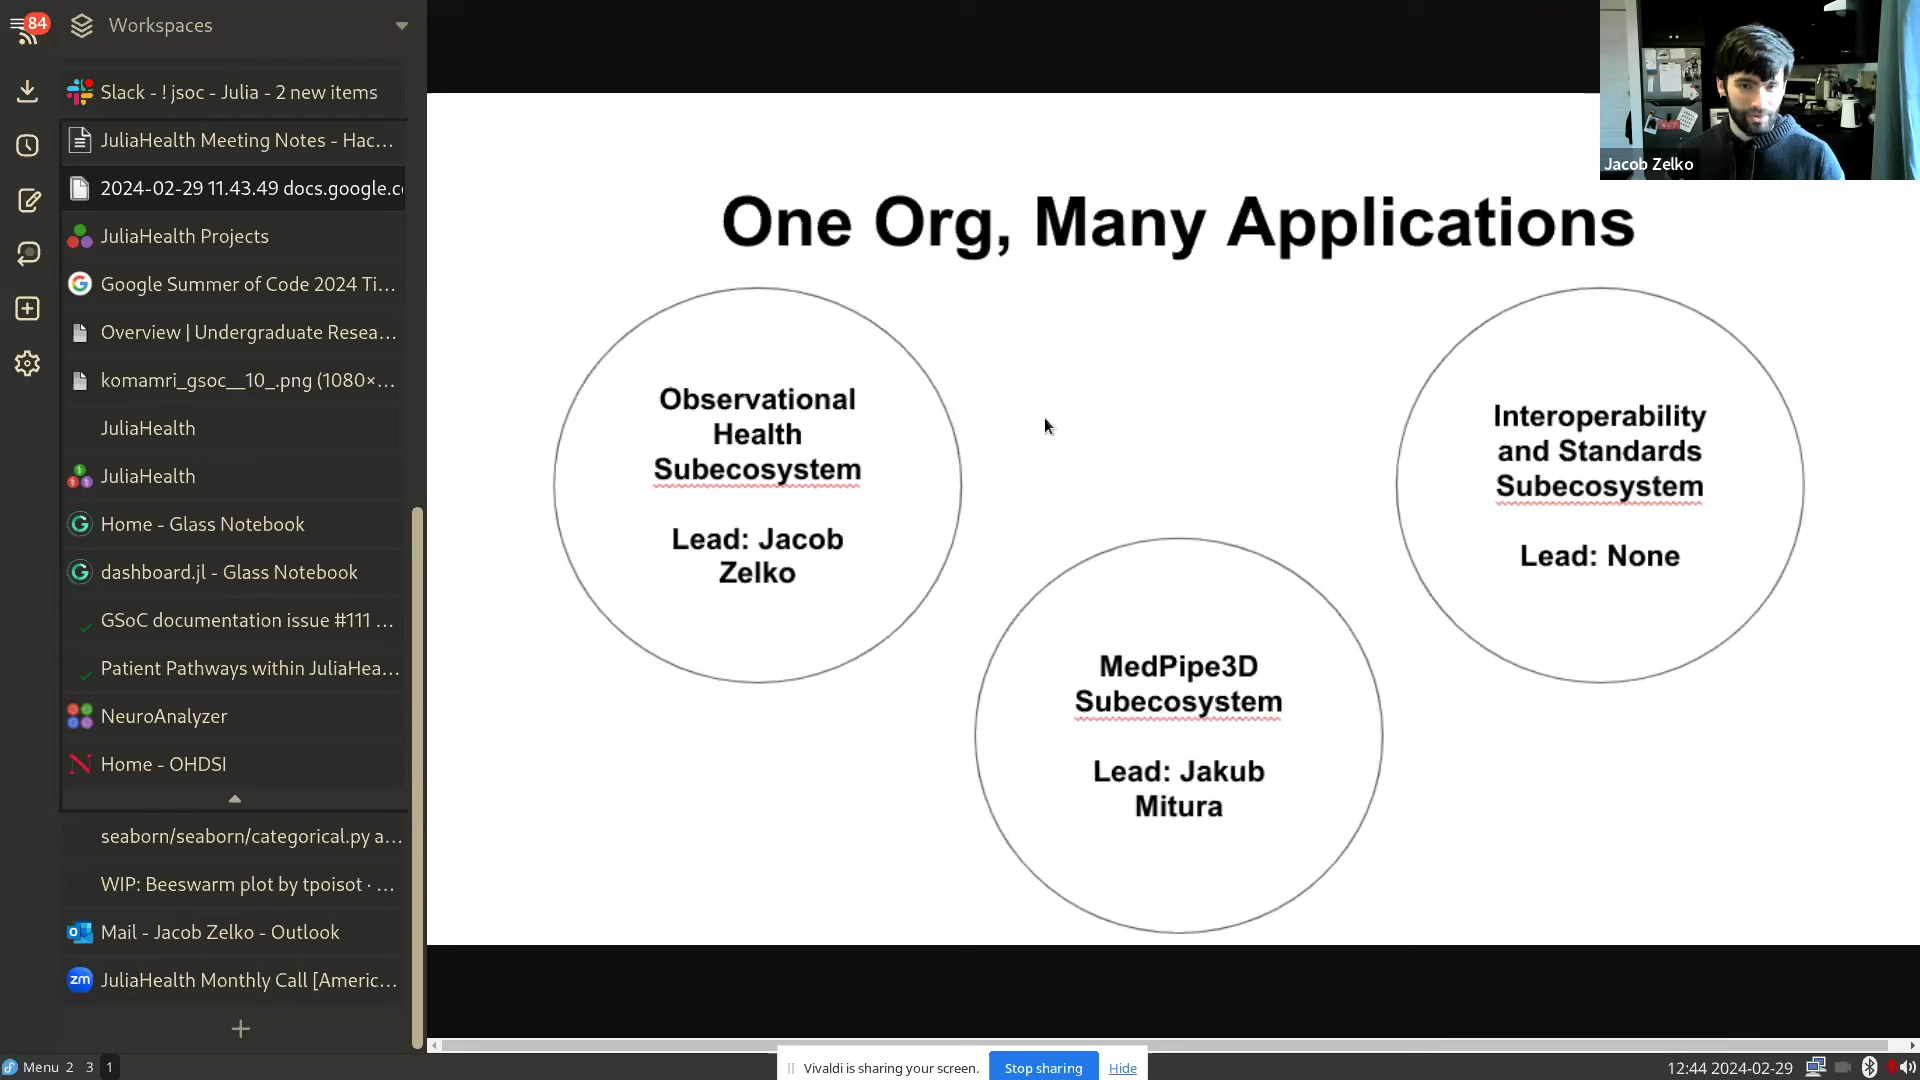 84
Workspaces
Slack - ! jsoc - Julia - 2 new items
JuliaHealth Meeting Notes - Hac...
2024-02-29 11.43.49 docs.google.c
JuliaHealth Projects
Google Summer of Code 2024 Ti...
Overview | Undergraduate Resea...
komamri_gsoc__10_.png (1080×...
JuliaHealth
JuliaHealth
Home - Glass Notebook
dashboard.jl - Glass Notebook
GSoC documentation issue #111 ...
Patient Pathways within JuliaHea...
NeuroAnalyzer
Home - OHDSI
seaborn/seaborn/categorical.py a...
WIP: Beeswarm plot by tpoisot · ...
Mail - Jacob Zelko - Outlook
zm
JuliaHealth Monthly Call [Americ...
Jacob Zelko
One Org, Many Applications
Observational
Health
Subecosystem
Lead: Jacob
Zelko
MedPipe3D
Subecosystem
Lead: Jakub
Mitura
Interoperability
and Standards
Subecosystem
Lead: None
Menu 2 3 1
Vivaldi is sharing your screen.
Stop sharing
Hide
12:44 2024-02-29